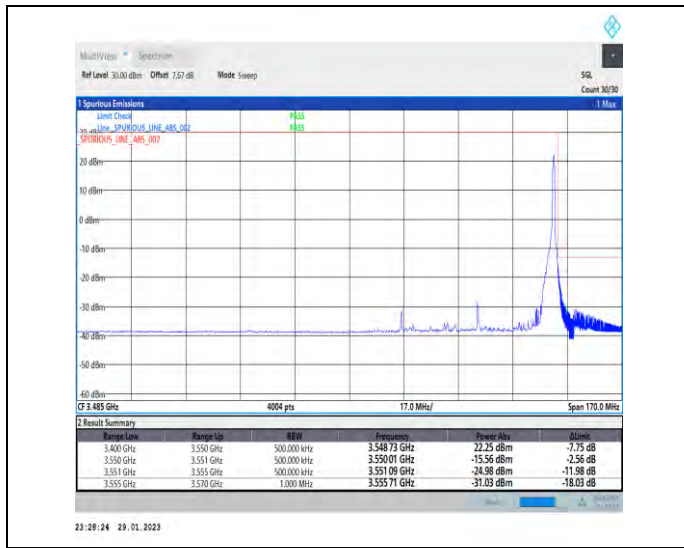 MultiView Spectrum
Ref Level 30.00 dBm Offset 7.67 dB Mode Sweep SGL
Count 30/30
1 Spurious Emissions 1 Max
Limit Check PASS
Line _SPURIOUS_LINE_ABS_002 PASS
_SPURIOUS_LINE_ABS_002
20 dBm
10 dBm
0 dBm
-10 dBm
-20 dBm
-30 dBm
-40 dBm
-50 dBm
-60 dBm
CF 3.485 GHz 4004 pts 17.0 MHz/ Span 170.0 MHz
2 Result Summary
Range Low Range Up RBW Frequency Power Abs ΔLimit
3.400 GHz 3.550 GHz 500.000 kHz 3.548 73 GHz 22.25 dBm -7.75 dB
3.550 GHz 3.551 GHz 500.000 kHz 3.550 01 GHz -15.56 dBm -2.56 dB
3.551 GHz 3.555 GHz 500.000 kHz 3.551 09 GHz -24.98 dBm -11.98 dB
3.555 GHz 3.570 GHz 1.000 MHz 3.555 71 GHz -31.03 dBm -18.03 dB
23:28:24 29.01.2023